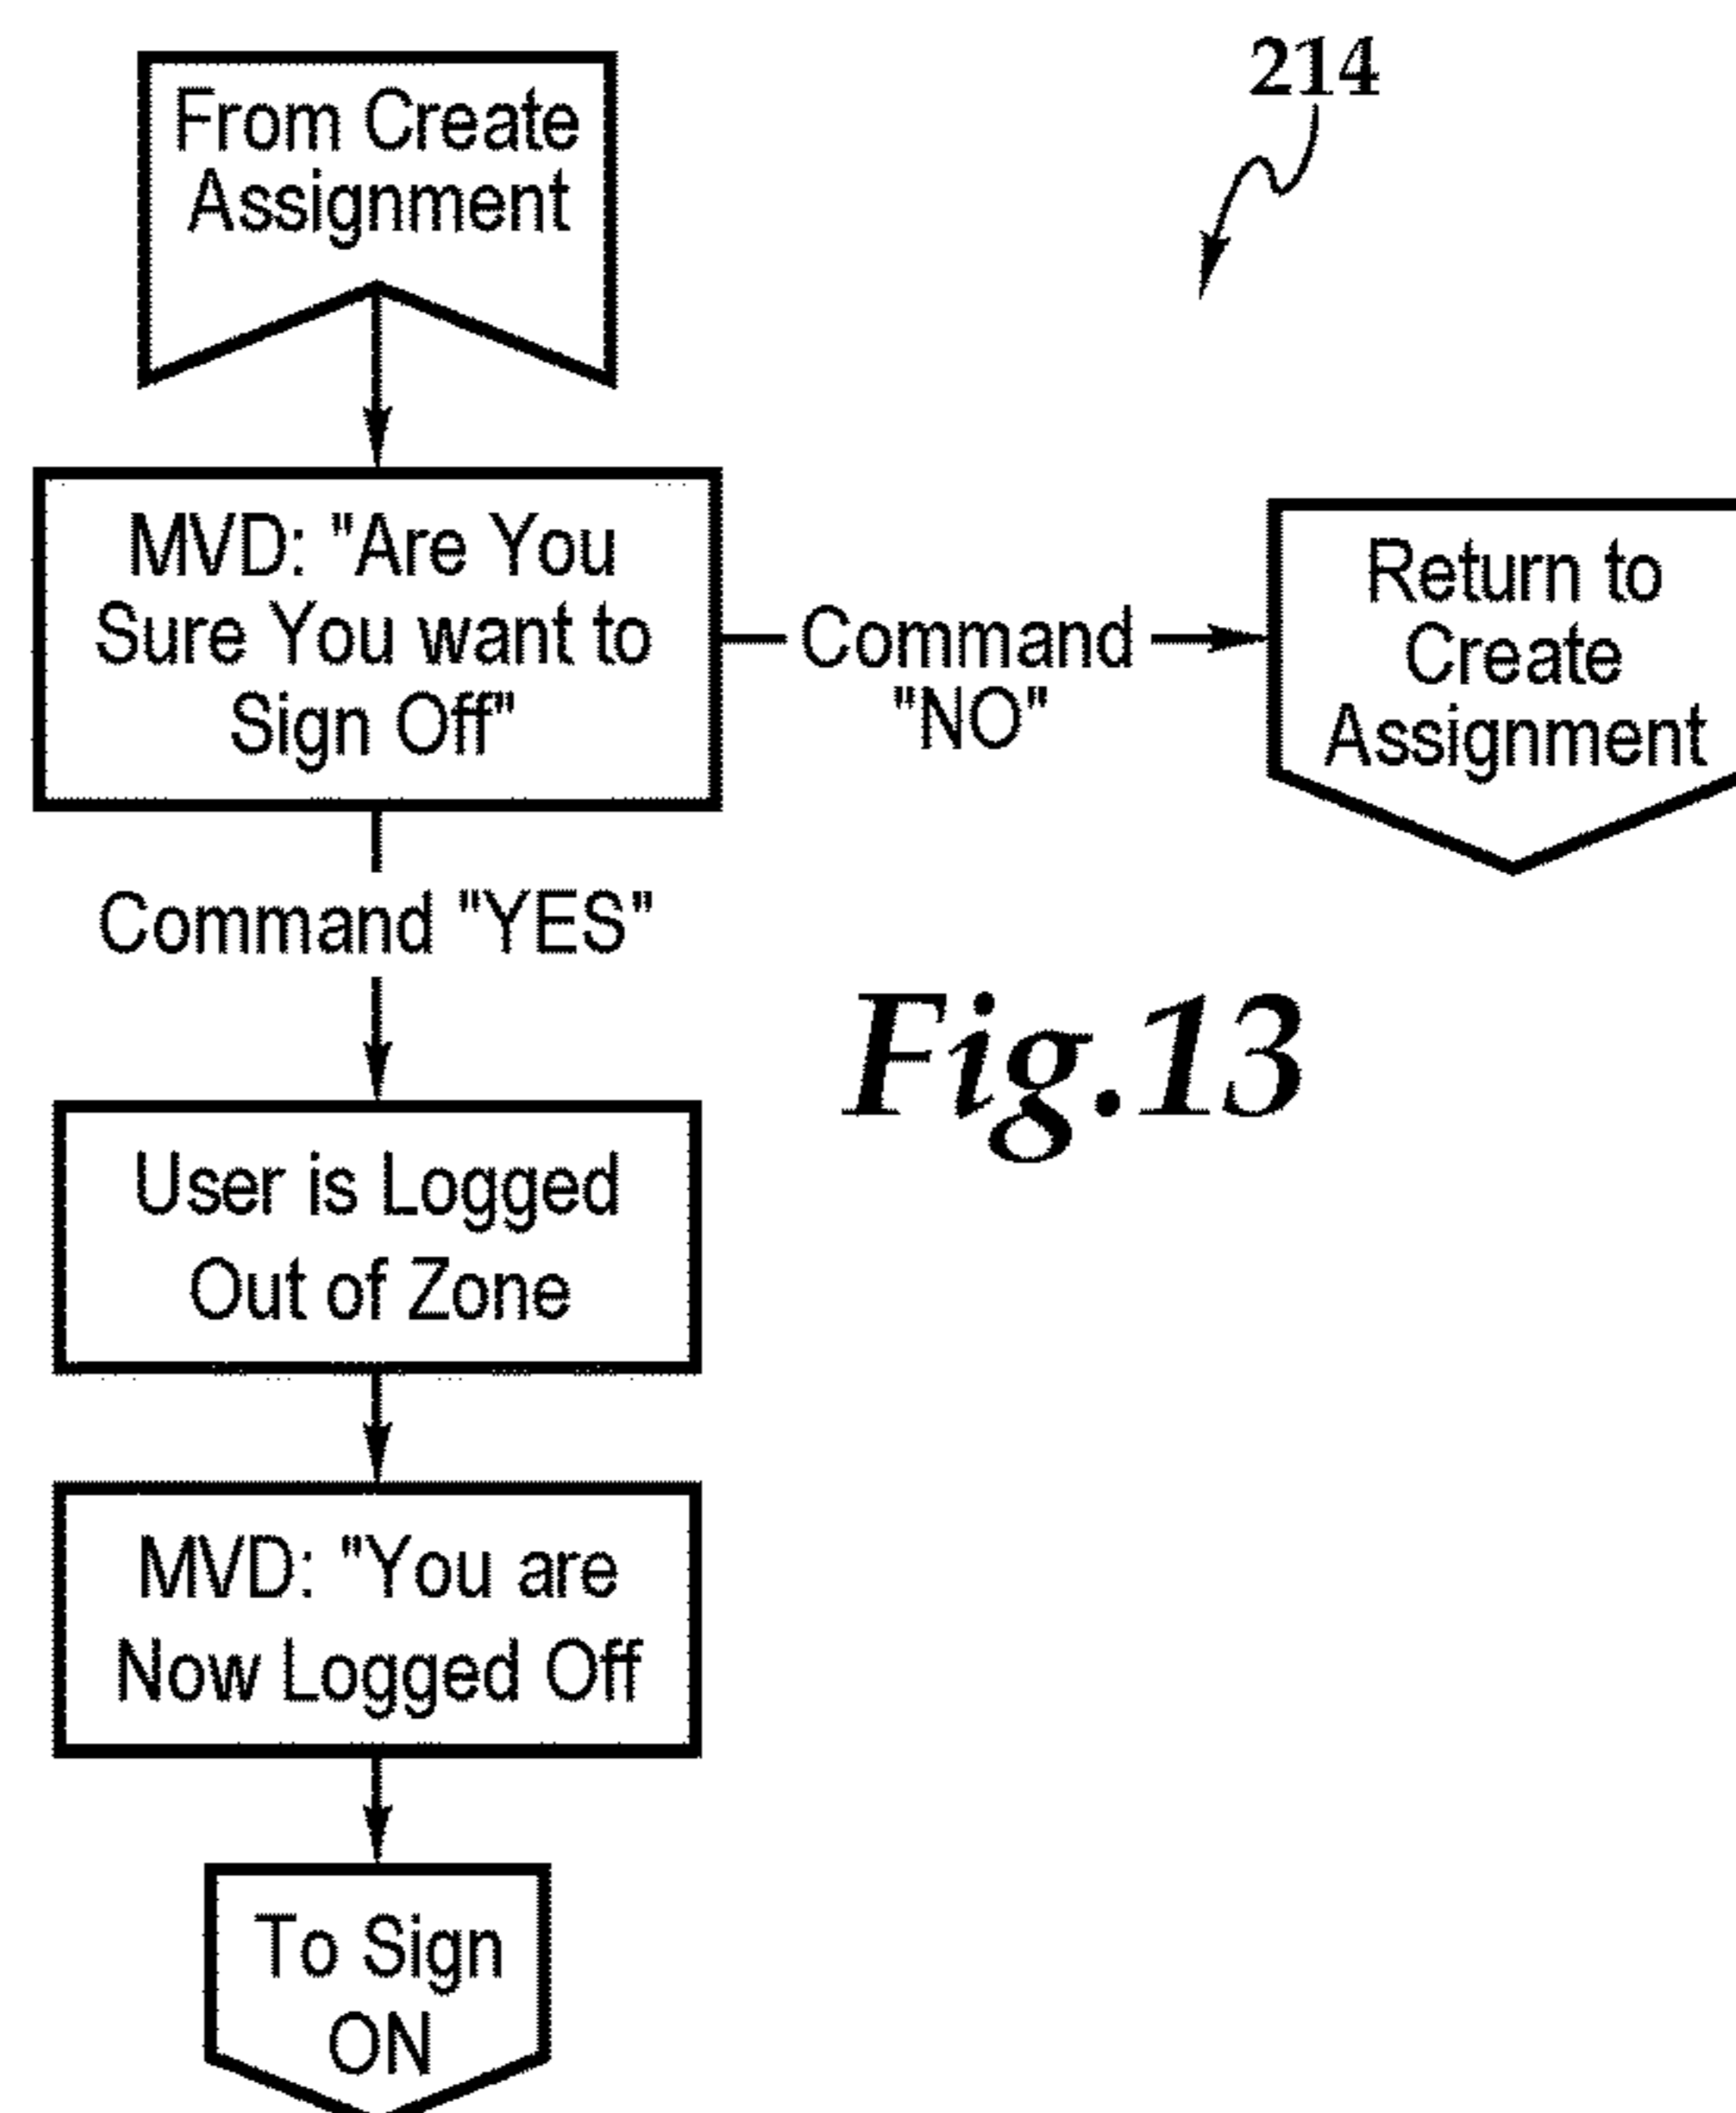 From Create
Assignment
214
MVD: "Are You
Sure You want to
Sign Off"
Command
"NO"
Return to
Create
Assignment
Command "YES"
Fig.13
User is Logged
Out of Zone
MVD: "You are
Now Logged Off
To Sign
ON